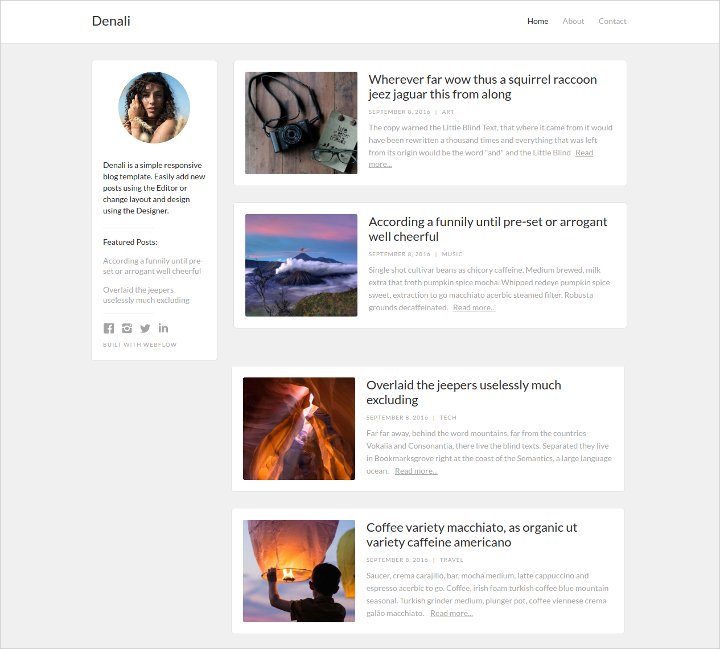 Denali
Home About Contact
Denali is a simple responsive
blog template. Easily add new
posts using the Editor or
change layout and design
using the Designer.
Featured Posts:
According a funnily until pre-
set or arrogant well cheerful
Overlaid the jeepers
uselessly much excluding
BUILT WITH WEBFLOW
Wherever far wow thus a squirrel raccoon
jeez jaguar this from along
SEPTEMBER 6, 2016 | ART
The copy warned the Little Blind Text, that where it came from it would
have been rewritten a thousand times and everything that was left
from its origin would be the word "and" and the Little Blind Read
more...
According a funnily until pre-set or arrogant
well cheerful
SEPTEMBER 8, 2016 | MUSIC
Single shot cultivar beans as chicory caffeine. Medium brewed, milk
extra that froth pumpkin spice mocha. Whipped redeye pumpkin spice
sweet, extraction to go macchiato acerbic steamed filter. Robusta
grounds decaffeinated. Read more...
Overlaid the jeepers uselessly much
excluding
SEPTEMBER 8, 2016 | TECH
Far far away, behind the word mountains, far from the countries
Vokalia and Consonantia, there live the blind texts. Separated they live
in Bookmarksgrove right at the coast of the Semantics, a large language
ocean. Read more...
Coffee variety macchiato, as organic ut
variety caffeine americano
SEPTEMBER 8, 2016 | TRAVEL
Saucer, crema carajillo, bar, mocha medium, latte cappuccino and
espresso acerbic to go. Coffee, irish foam turkish coffee blue mountain
seasonal. Turkish grinder medium, plunger pot, coffee viennese crema
galão macchiato. Read more...